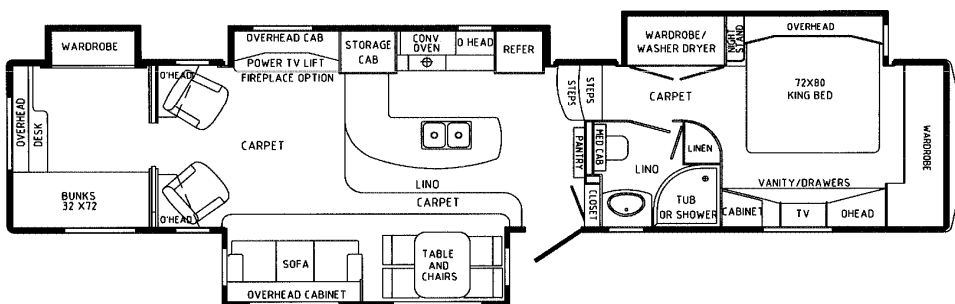 WARDROBE
O'HEAD
OVERHEAD
DESK
BUNKS
32 X72
O'HEAD
OVERHEAD CAB
POWER TV LIFT
FIREPLACE OPTION
STORAGE
CAB
CONV
OVEN
O HEAD
REFER
CARPET
LINO
CARPET
SOFA
OVERHEAD CABINET
TABLE
AND
CHAIRS
STEPS
STEPS
PANTRY
MED CAB
CLOSET
LINO
LINEN
TUB
OR SHOWER
WARDROBE/
WASHER DRYER
NIGHT
STAND
OVERHEAD
CARPET
72X80
KING BED
WARDROBE
VANITY/DRAWERS
CABINET
TV
OHEAD